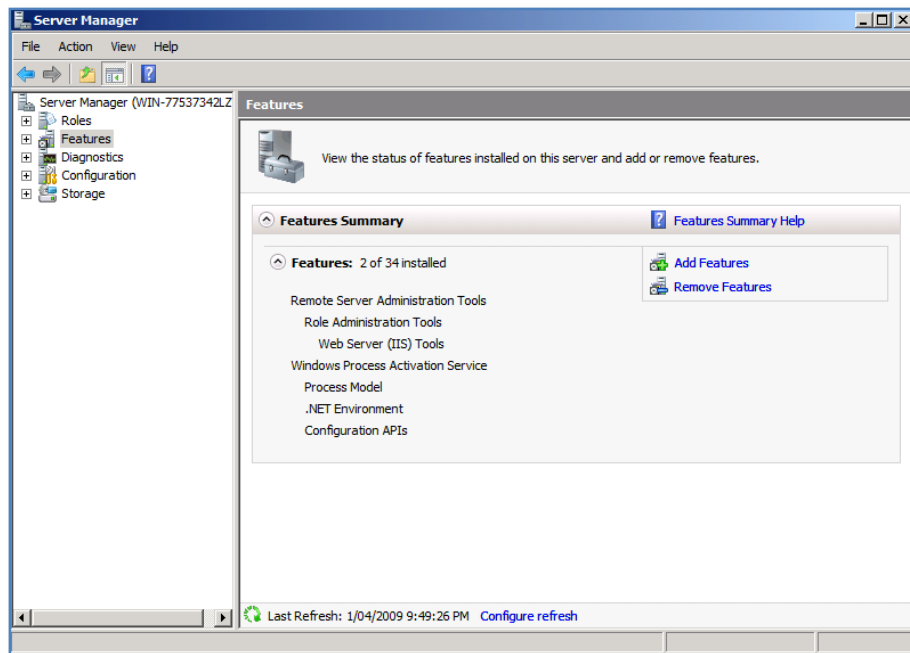 Server Manager
File Action View Help
Server Manager (WIN-77537342LZ
Roles
Features
Diagnostics
Configuration
Storage
Features
View the status of features installed on this server and add or remove features.
Features Summary
Features Summary Help
Features: 2 of 34 installed
Add Features
Remove Features
Remote Server Administration Tools
Role Administration Tools
Web Server (IIS) Tools
Windows Process Activation Service
Process Model
.NET Environment
Configuration APIs
Last Refresh: 1/04/2009 9:49:26 PM Configure refresh